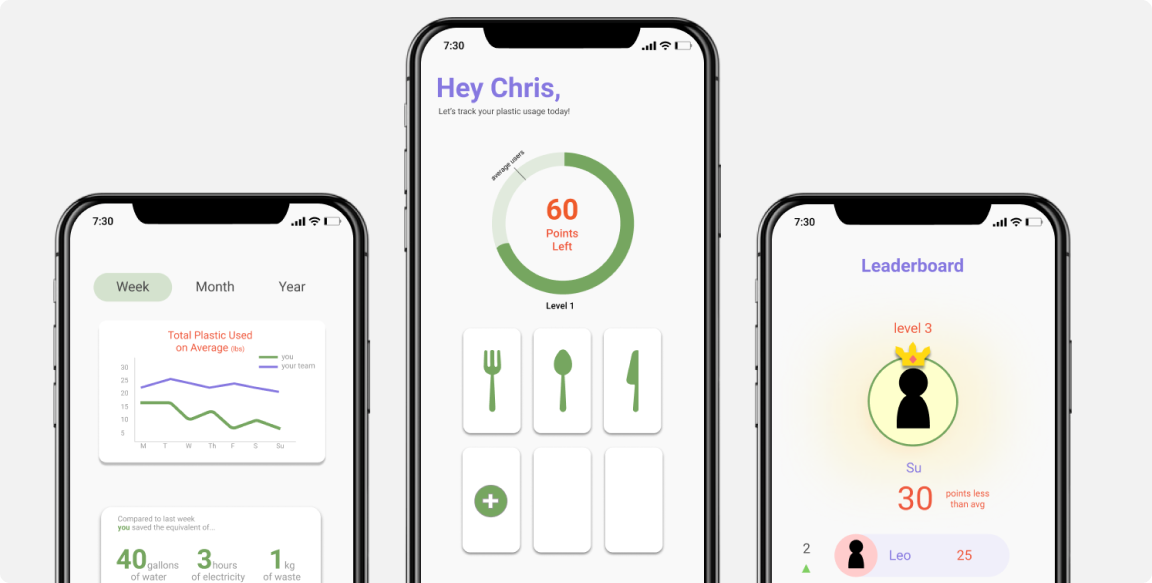 7:30
Week
Month
Year
Total Plastic Used
on Average (lbs)
you
your team
30
25
20
15
10
5
M
T
W
Th
F
S
Su
Compared to last week
you saved the equivalent of...
40 gallons
of water
3 hours
of electricity
1 kg
of waste
7:30
Hey Chris,
Let's track your plastic usage today!
average users
60
Points
Left
Level 1
7:30
Leaderboard
level 3
Su
30
points less
than avg
2
Leo
25